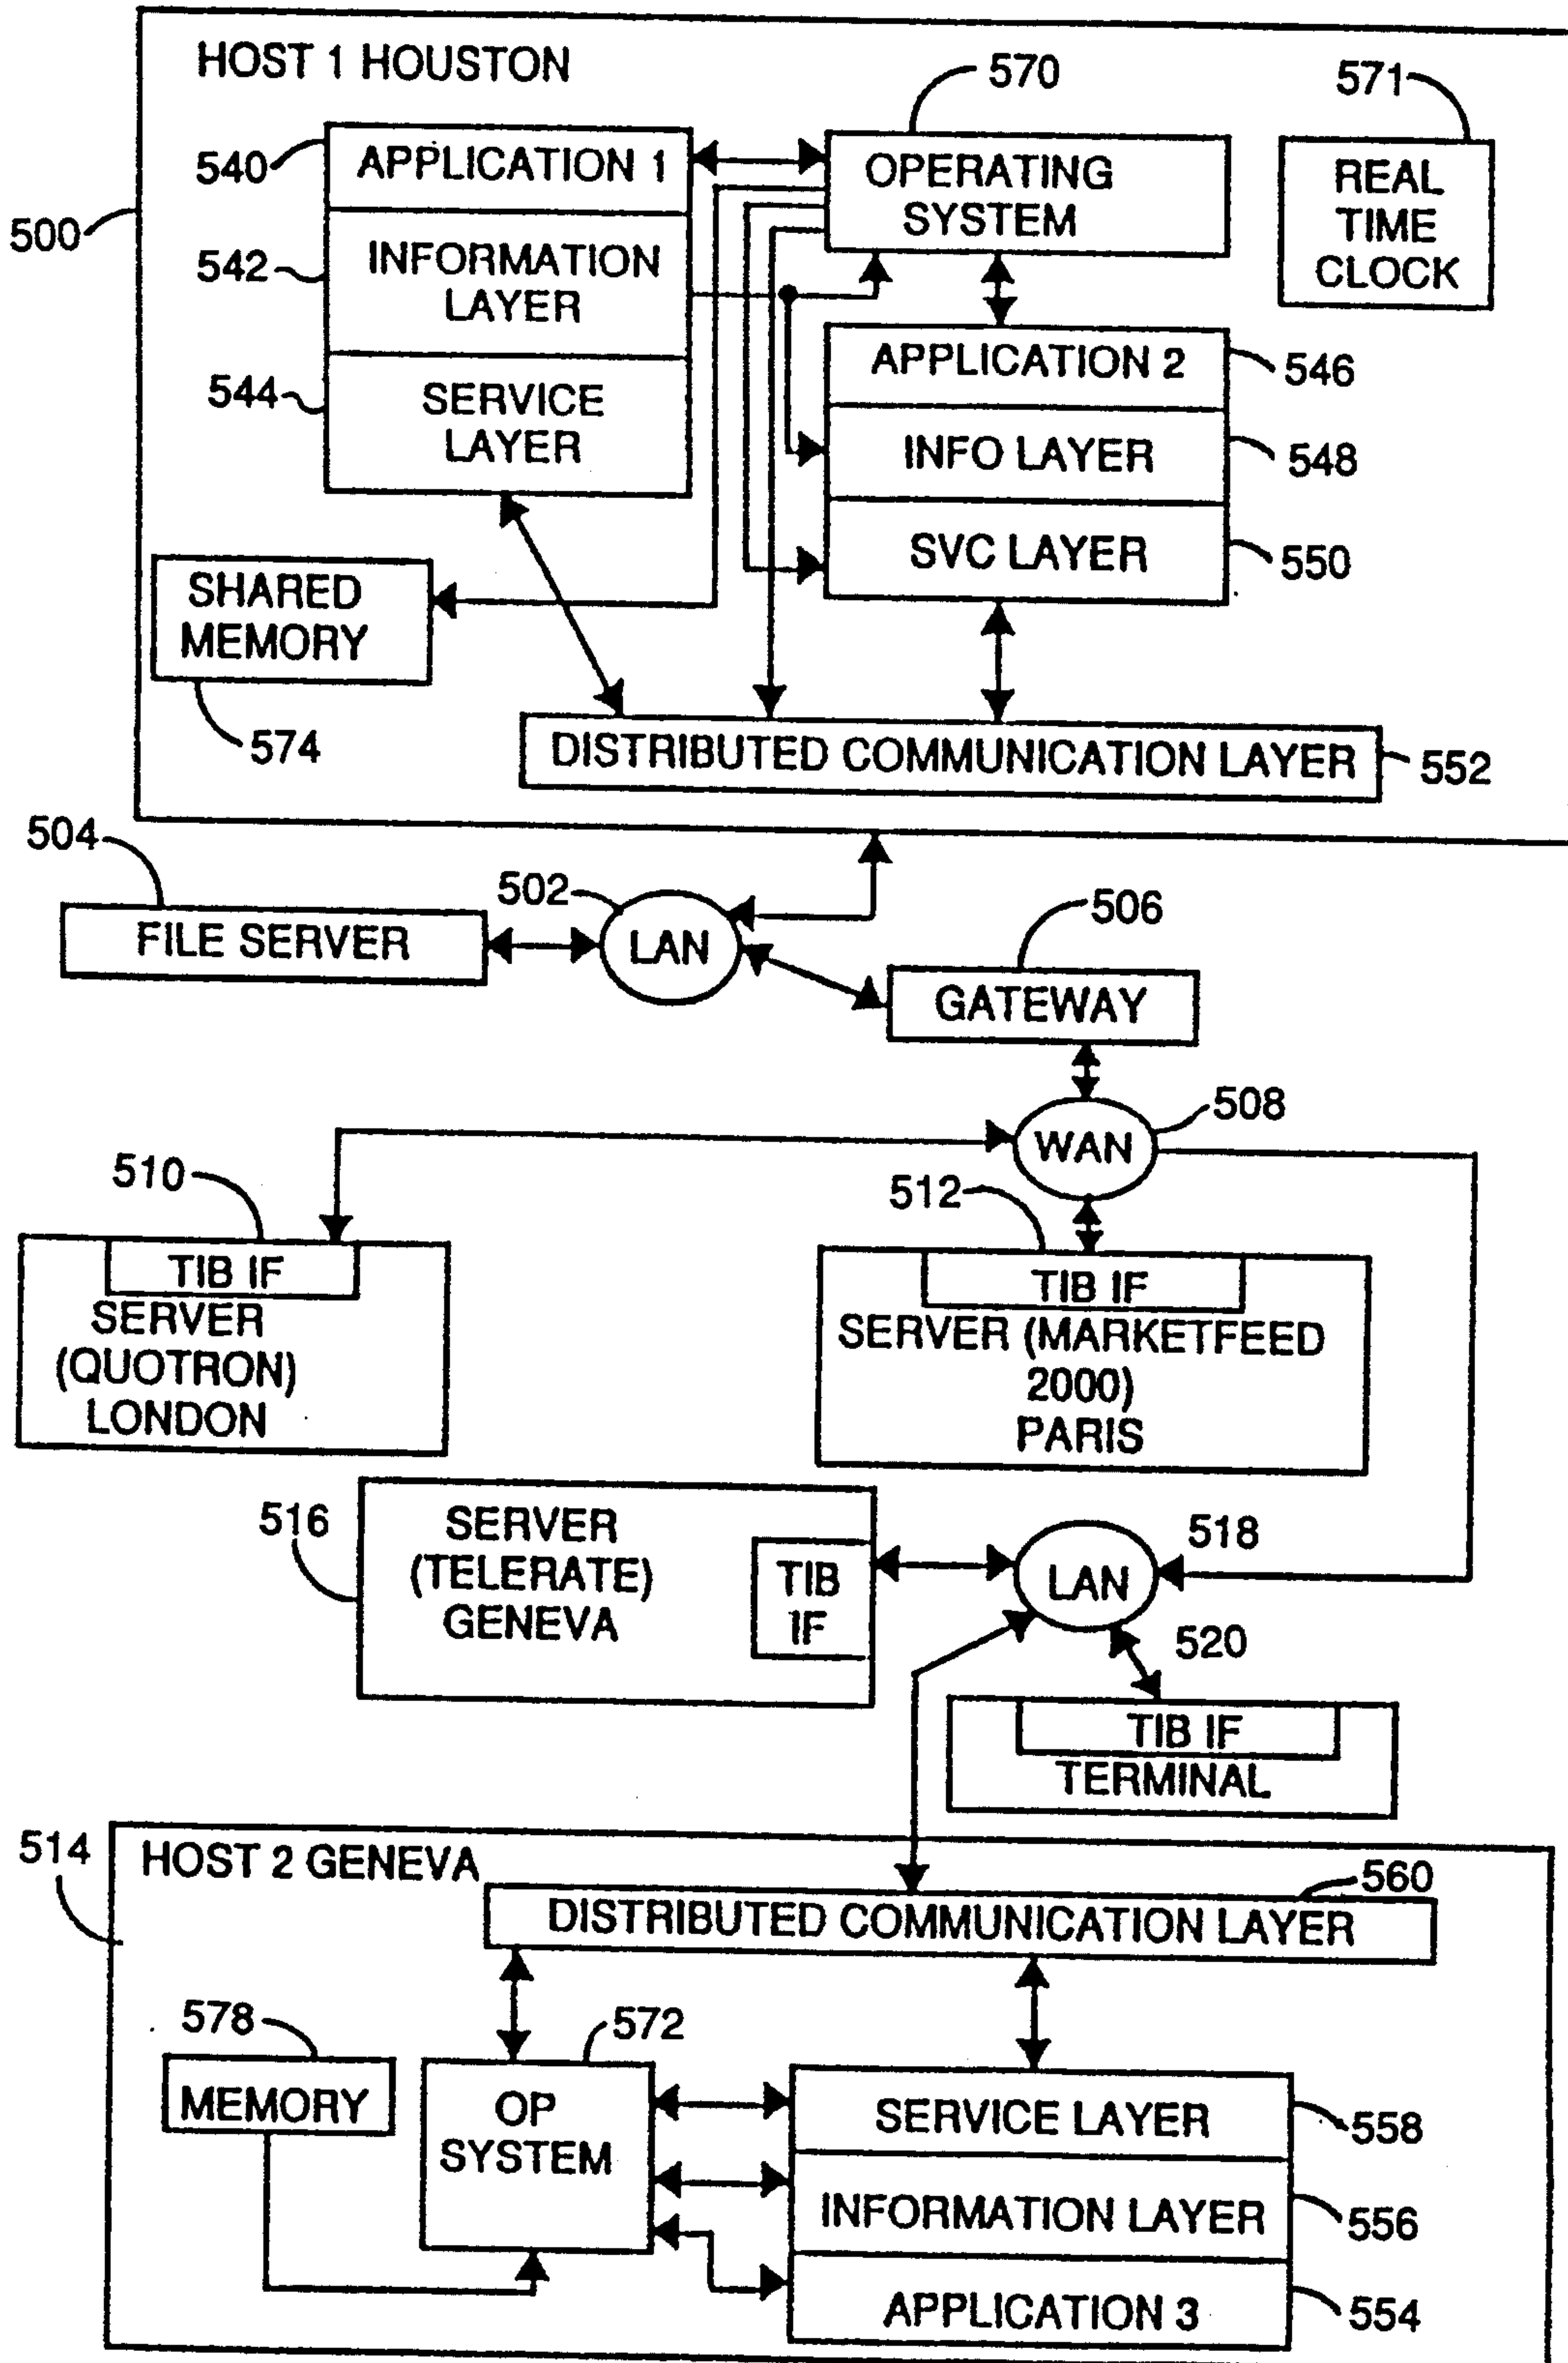 HOST 1 HOUSTON
570
571
540
APPLICATION 1
OPERATING
SYSTEM
REAL
TIME
CLOCK
500
542
INFORMATION
LAYER
544
SERVICE
LAYER
APPLICATION 2
546
INFO LAYER
548
SVC LAYER
550
SHARED
MEMORY
574
DISTRIBUTED COMMUNICATION LAYER
552
504
502
506
FILE SERVER
LAN
GATEWAY
508
WAN
510
512
TIB IF
SERVER
(QUOTRON)
LONDON
TIB IF
SERVER (MARKETFEED
2000)
PARIS
516
SERVER
(TELERATE)
GENEVA
TIB
IF
LAN
518
520
TIB IF
TERMINAL
514
HOST 2 GENEVA
560
DISTRIBUTED COMMUNICATION LAYER
578
572
MEMORY
OP
SYSTEM
SERVICE LAYER
558
INFORMATION LAYER
556
APPLICATION 3
554